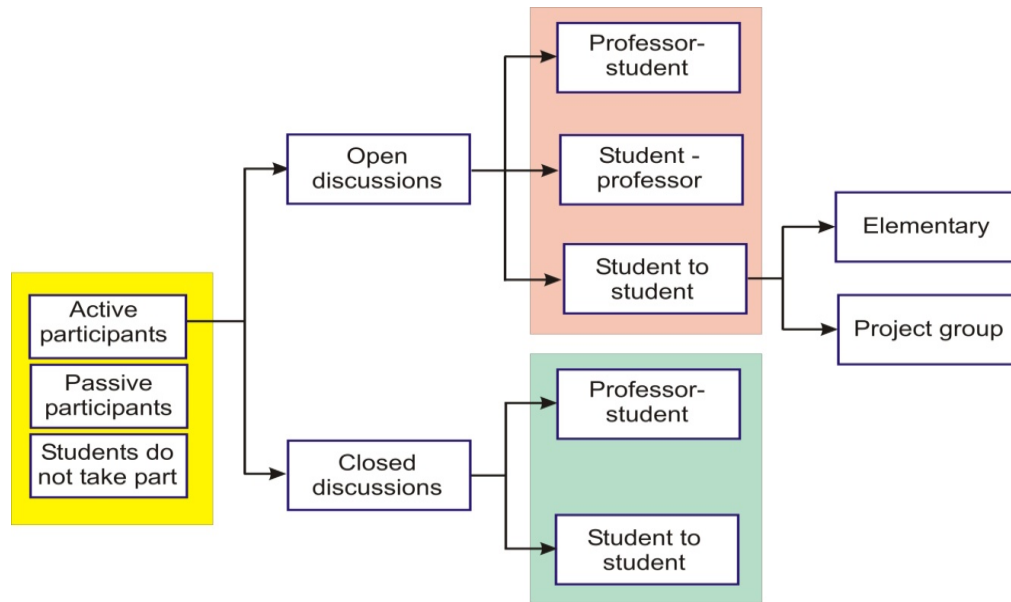 Active
participants
Passive
participants
Students do
not take part
Open
discussions
Closed
discussions
Professor-
student
Student -
professor
Student to
student
Professor-
student
Student to
student
Elementary
Project group